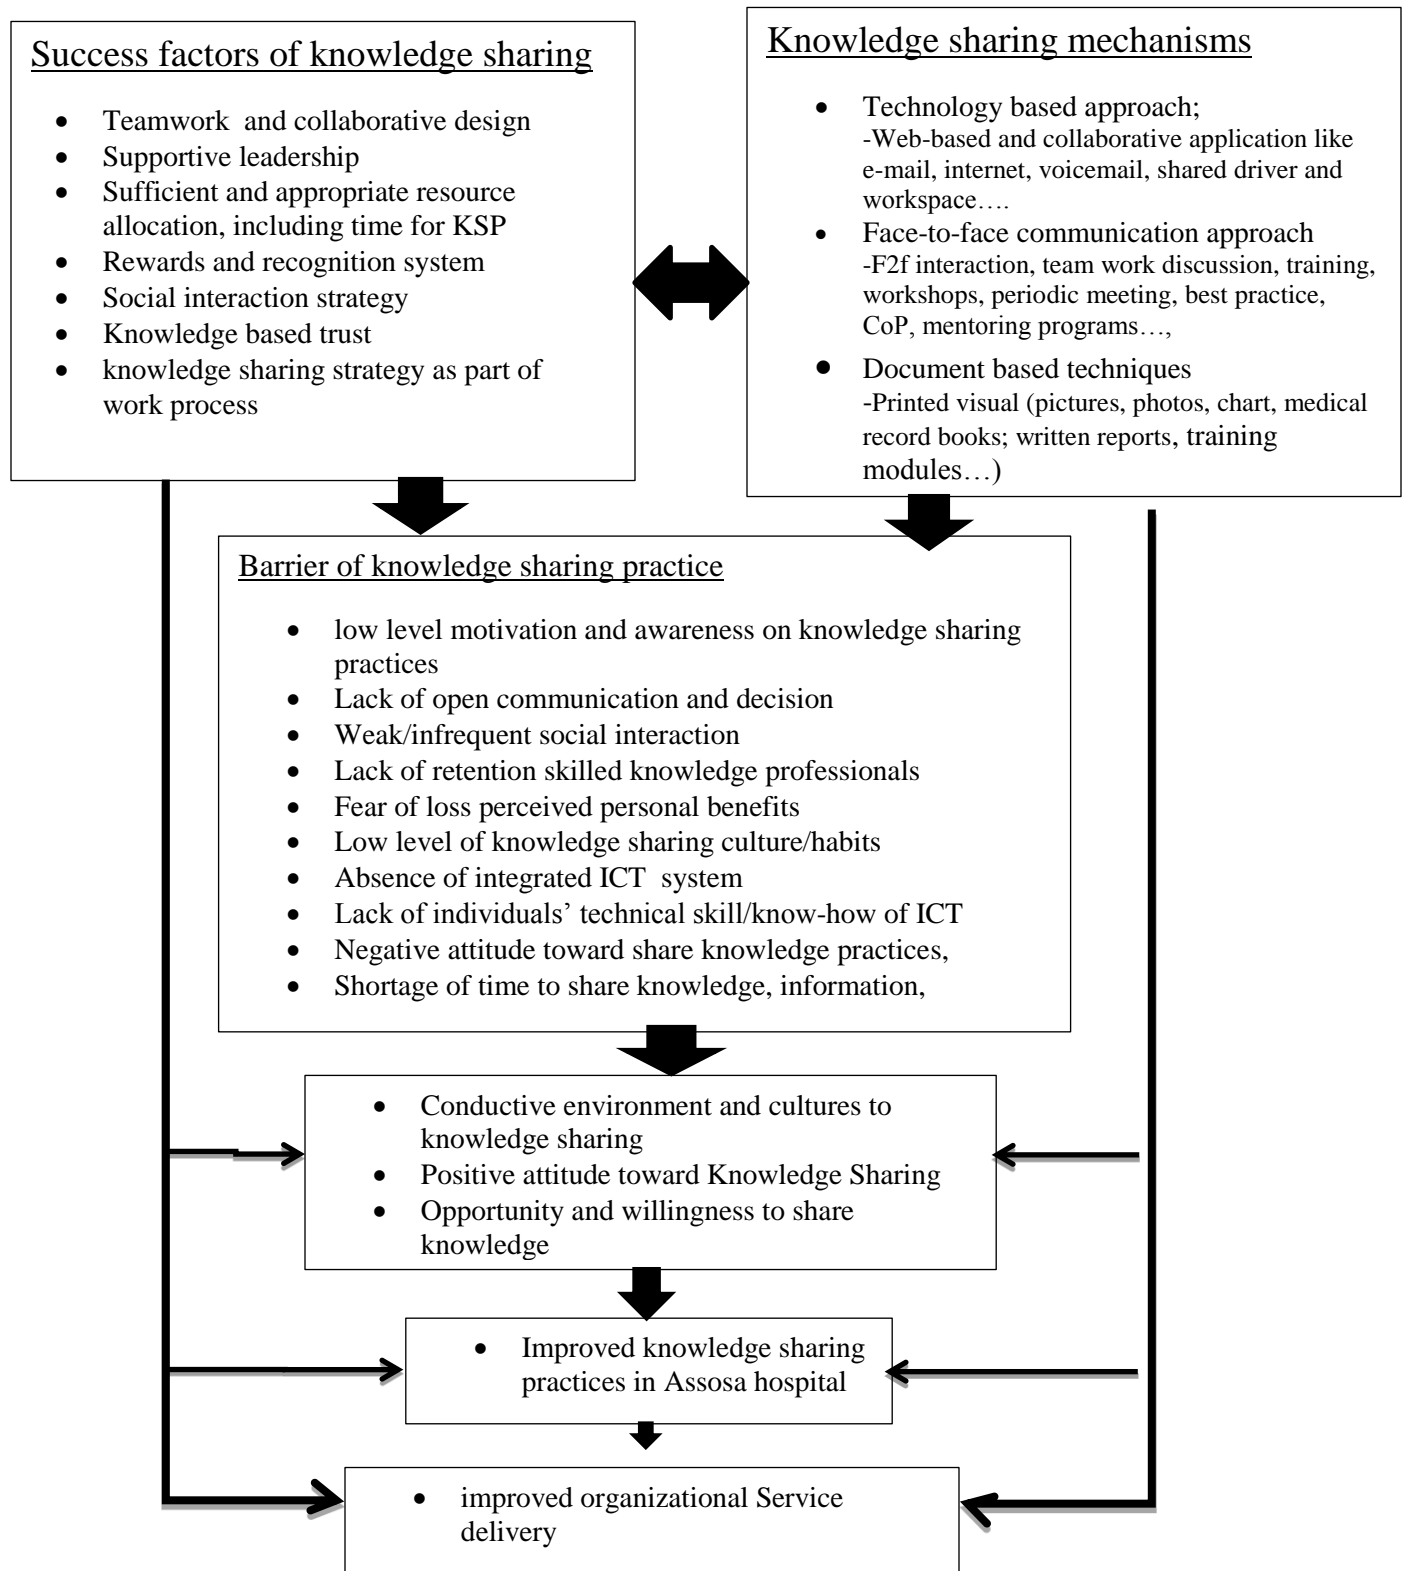 Success factors of knowledge sharing
• Teamwork and collaborative design
• Supportive leadership
• Sufficient and appropriate resource
allocation, including time for KSP
• Rewards and recognition system
• Social interaction strategy
• Knowledge based trust
• knowledge sharing strategy as part of
work process
Knowledge sharing mechanisms
• Technology based approach;
-Web-based and collaborative application like
e-mail, internet, voicemail, shared driver and
workspace….
• Face-to-face communication approach
-F2f interaction, team work discussion, training,
workshops, periodic meeting, best practice,
CoP, mentoring programs…,
• Document based techniques
-Printed visual (pictures, photos, chart, medical
record books; written reports, training
modules…)
Barrier of knowledge sharing practice
• low level motivation and awareness on knowledge sharing
practices
• Lack of open communication and decision
• Weak/infrequent social interaction
• Lack of retention skilled knowledge professionals
• Fear of loss perceived personal benefits
• Low level of knowledge sharing culture/habits
• Absence of integrated ICT system
• Lack of individuals’ technical skill/know-how of ICT
• Negative attitude toward share knowledge practices,
• Shortage of time to share knowledge, information,
• Conductive environment and cultures to
knowledge sharing
• Positive attitude toward Knowledge Sharing
• Opportunity and willingness to share
knowledge
• Improved knowledge sharing
practices in Assosa hospital
• improved organizational Service
delivery